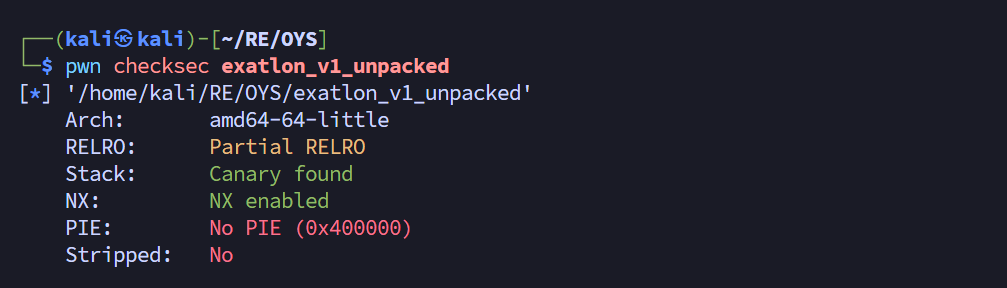 ┌──(kali㉿kali)-[~/RE/OYS]
└─$ pwn checksec exatlon_v1_unpacked
[*] '/home/kali/RE/OYS/exatlon_v1_unpacked'
    Arch:       amd64-64-little
    RELRO:      Partial RELRO
    Stack:      Canary found
    NX:         NX enabled
    PIE:        No PIE (0x400000)
    Stripped:   No